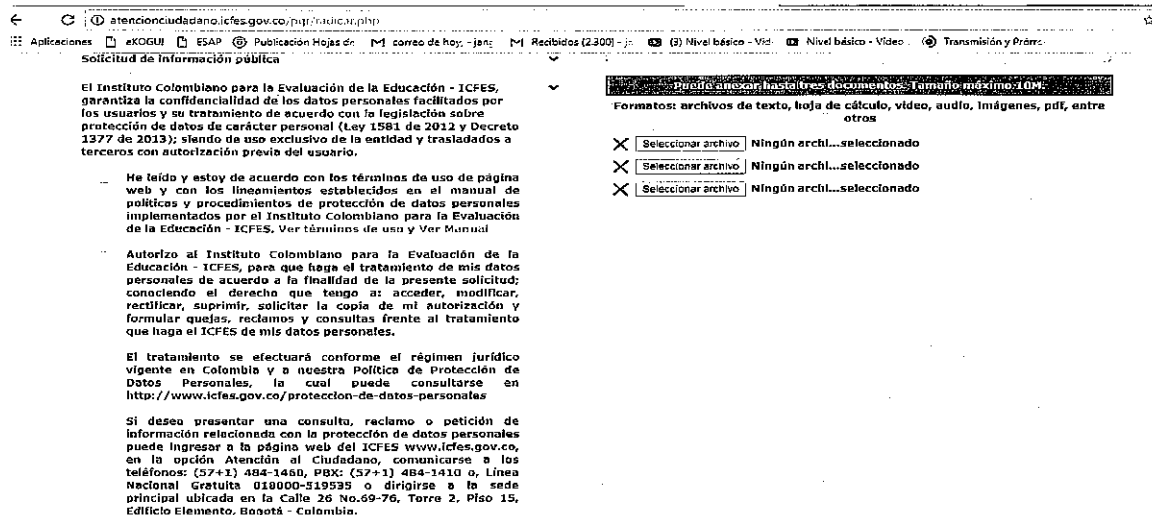 atencionciudadano.icfes.gov.co/pqr/radicar.php
Aplicaciones eKOGUI ESAP Publicación Hojas de correo de hoy, - jang Recibidos (2.300) - j (3) Nivel básico - Vid Nivel básico - Video Transmisión y Prórro
Solicitud de información pública
El Instituto Colombiano para la Evaluación de la Educación - ICFES,
garantiza la confidencialidad de los datos personales facilitados por
los usuarios y su tratamiento de acuerdo con la legislación sobre
protección de datos de carácter personal (Ley 1581 de 2012 y Decreto
1377 de 2013); siendo de uso exclusivo de la entidad y trasladados a
terceros con autorización previa del usuario.
He leído y estoy de acuerdo con los términos de uso de página
web y con los lineamientos establecidos en el manual de
políticas y procedimientos de protección de datos personales
implementados por el Instituto Colombiano para la Evaluación
de la Educación - ICFES. Ver términos de uso y Ver Manual
Autorizo al Instituto Colombiano para la Evaluación de la
Educación - ICFES, para que haga el tratamiento de mis datos
personales de acuerdo a la finalidad de la presente solicitud;
conociendo el derecho que tengo a: acceder, modificar,
rectificar, suprimir, solicitar la copia de mi autorización y
formular quejas, reclamos y consultas frente al tratamiento
que haga el ICFES de mis datos personales.
El tratamiento se efectuará conforme el régimen jurídico
vigente en Colombia y a nuestra Política de Protección de
Datos Personales, la cual puede consultarse en
http://www.icfes.gov.co/proteccion-de-datos-personales
Si desea presentar una consulta, reclamo o petición de
información relacionada con la protección de datos personales
puede ingresar a la página web del ICFES www.icfes.gov.co,
en la opción Atención al Ciudadano, comunicarse a los
teléfonos: (57+1) 484-1460, PBX: (57+1) 484-1410 o, Línea
Nacional Gratuita 018000-519535 o dirigirse a la sede
principal ubicada en la Calle 26 No.69-76, Torre 2, Piso 15,
Edificio Elemento, Bogotá - Colombia.
Puede anexar hasta tres documentos. Tamaño máximo 10M.
Formatos: archivos de texto, hoja de cálculo, video, audio, imágenes, pdf, entre
otros
Seleccionar archivo Ningún archi...seleccionado
Seleccionar archivo Ningún archi...seleccionado
Seleccionar archivo Ningún archi...seleccionado